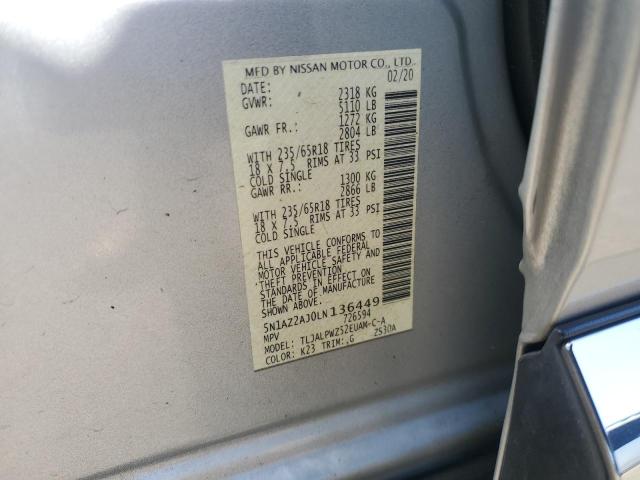 MFD BY NISSAN MOTOR CO., LTD.
DATE: 02/20
GVWR: 2318 KG
5110 LB
GAWR FR.: 1272 KG
2804 LB
WITH 235/65R18 TIRES
18 X 7.5 RIMS AT 33 PSI
COLD SINGLE
GAWR RR.: 1300 KG
2866 LB
WITH 235/65R18 TIRES
18 X 7.5 RIMS AT 33 PSI
COLD SINGLE
THIS VEHICLE CONFORMS TO
ALL APPLICABLE FEDERAL
MOTOR VEHICLE SAFETY AND
THEFT PREVENTION
STANDARDS IN EFFECT ON
THE DATE OF MANUFACTURE
SHOWN ABOVE.
5N1AZ2AJ0LN136449
MPV 726594
MODEL: TLJALPWZ52EUAM-C-A
COLOR: K23 TRIM:.G Z530A